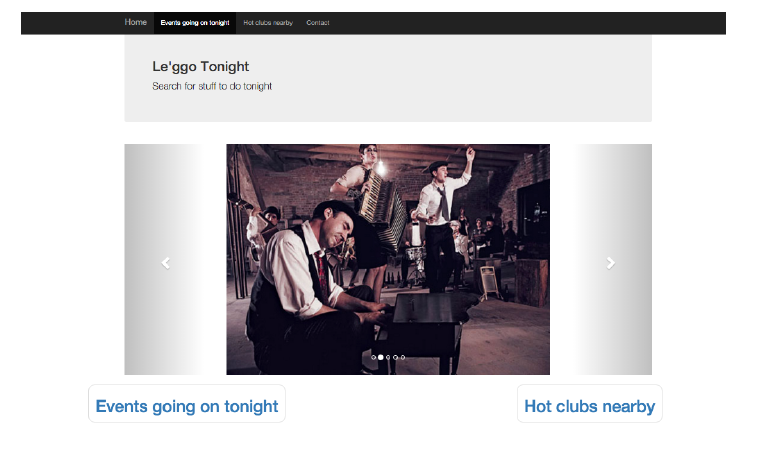 Home Events going on tonight Hot clubs nearby Contact
Le'ggo Tonight
Search for stuff to do tonight
Events going on tonight Hot clubs nearby